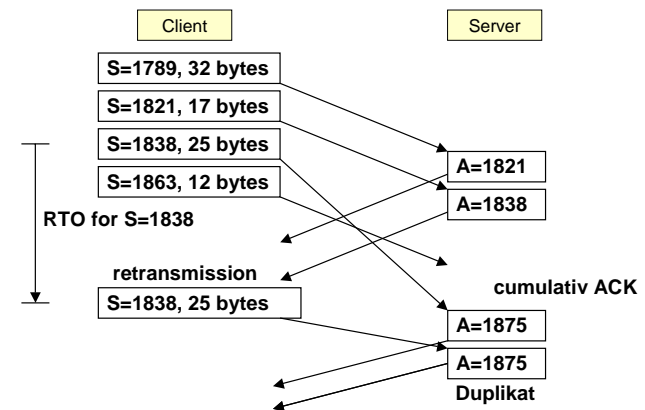 Client
Server
S=1789, 32 bytes
S=1821, 17 bytes
S=1838, 25 bytes
A=1821
S=1863, 12 bytes
A=1838
RTO for S=1838
retransmission
cumulativ ACK
S=1838, 25 bytes
A=1875
A=1875
Duplikat